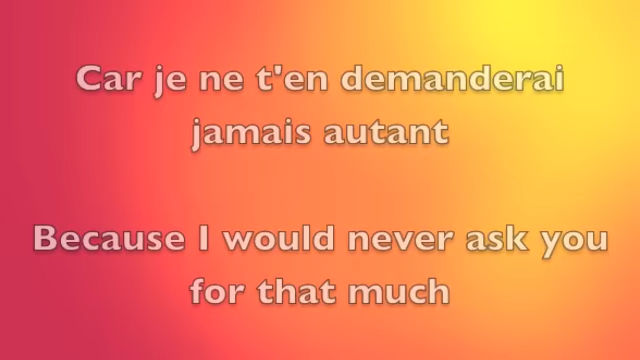 Car je ne t'en demanderai
jamais autant
Because I would never ask you
for that much